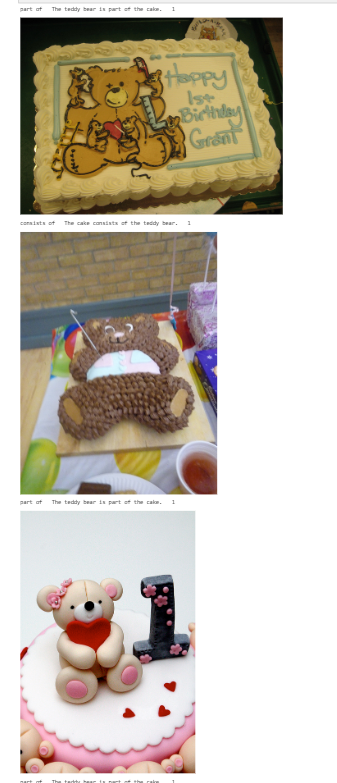 part of The teddy bear is part of the cake. 1
Happy
1st
Birthday
Grant
consists of The cake consists of the teddy bear. 1
part of The teddy bear is part of the cake. 1
1
part of The teddy bear is part of the cake. 1